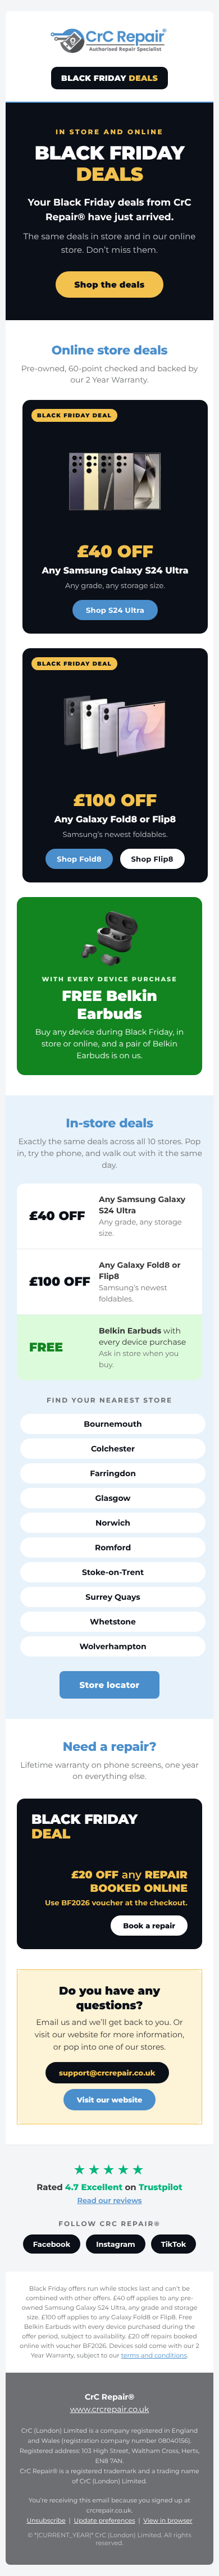 CrC Repair®
Authorised Repair Specialist
BLACK FRIDAY DEALS
IN STORE AND ONLINE
BLACK FRIDAY
DEALS
Your Black Friday deals from CrC
Repair® have just arrived.
The same deals in store and in our online
store. Don't miss them.
Shop the deals
Online store deals
Pre-owned, 60-point checked and backed by
our 2 Year Warranty.
BLACK FRIDAY DEAL
£40 OFF
Any Samsung Galaxy S24 Ultra
Any grade, any storage size.
Shop S24 Ultra
BLACK FRIDAY DEAL
£100 OFF
Any Galaxy Fold8 or Flip8
Samsung's newest foldables.
Shop Fold8
Shop Flip8
WITH EVERY DEVICE PURCHASE
FREE Belkin
Earbuds
Buy any device during Black Friday, in
store or online, and a pair of Belkin
Earbuds is on us.
In-store deals
Exactly the same deals across all 10 stores. Pop
in, try the phone, and walk out with it the same
day.
£40 OFF
Any Samsung Galaxy
S24 Ultra
Any grade, any storage
size.
£100 OFF
Any Galaxy Fold8 or
Flip8
Samsung's newest
foldables.
FREE
Belkin Earbuds with
every device purchase
Ask in store when you
buy.
FIND YOUR NEAREST STORE
Bournemouth
Colchester
Farringdon
Glasgow
Norwich
Romford
Stoke-on-Trent
Surrey Quays
Whetstone
Wolverhampton
Store locator
Need a repair?
Lifetime warranty on phone screens, one year
on everything else.
BLACK FRIDAY
DEAL
£20 OFF any REPAIR
BOOKED ONLINE
Use BF2026 voucher at the checkout.
Book a repair
Do you have any
questions?
Email us and we'll get back to you. Or
visit our website for more information,
or pop into one of our stores.
support@crcrepair.co.uk
Visit our website
★★★★★
Rated 4.7 Excellent on Trustpilot
Read our reviews
FOLLOW CRC REPAIR®
Facebook
Instagram
TikTok
Black Friday offers run while stocks last and can't be
combined with other offers. £40 off applies to any pre-
owned Samsung Galaxy S24 Ultra, any grade and storage
size. £100 off applies to any Galaxy Fold8 or Flip8. Free
Belkin Earbuds with every device purchased during the
offer period, subject to availability. £20 off repairs booked
online with voucher BF2026. Devices sold come with our 2
Year Warranty, subject to our terms and conditions.
CrC Repair®
www.crcrepair.co.uk
CrC (London) Limited is a company registered in England
and Wales (registration number 08040156).
Registered address: 103 High Street, Waltham Cross, Herts,
EN8 7AN.
CrC Repair® is a registered trademark and a trading name
of CrC (London) Limited.
You're receiving this email because you signed up at
crcrepair.co.uk.
Unsubscribe | Update preferences | View in browser
© *|CURRENT_YEAR|* CrC (London) Limited. All rights
reserved.